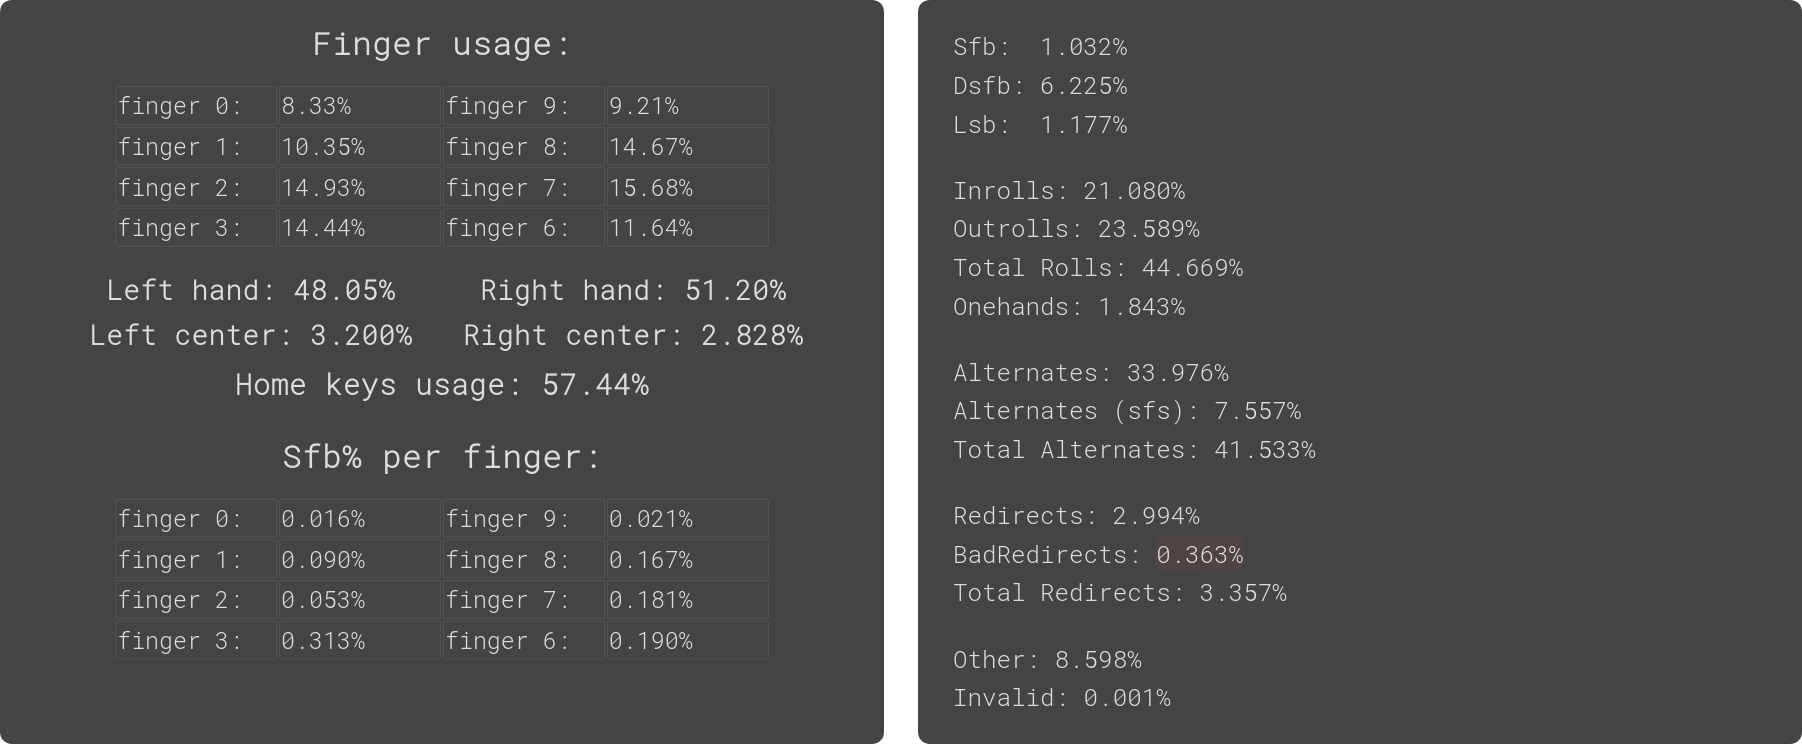 Finger usage:
finger 0: 8.33% finger 9: 9.21%
finger 1: 10.35% finger 8: 14.67%
finger 2: 14.93% finger 7: 15.68%
finger 3: 14.44% finger 6: 11.64%
Left hand: 48.05% Right hand: 51.20%
Left center: 3.200% Right center: 2.828%
Home keys usage: 57.44%
Sfb% per finger:
finger 0: 0.016% finger 9: 0.021%
finger 1: 0.090% finger 8: 0.167%
finger 2: 0.053% finger 7: 0.181%
finger 3: 0.313% finger 6: 0.190%
Sfb: 1.032%
Dsfb: 6.225%
Lsb: 1.177%
Inrolls: 21.080%
Outrolls: 23.589%
Total Rolls: 44.669%
Onehands: 1.843%
Alternates: 33.976%
Alternates (sfs): 7.557%
Total Alternates: 41.533%
Redirects: 2.994%
BadRedirects: 0.363%
Total Redirects: 3.357%
Other: 8.598%
Invalid: 0.001%